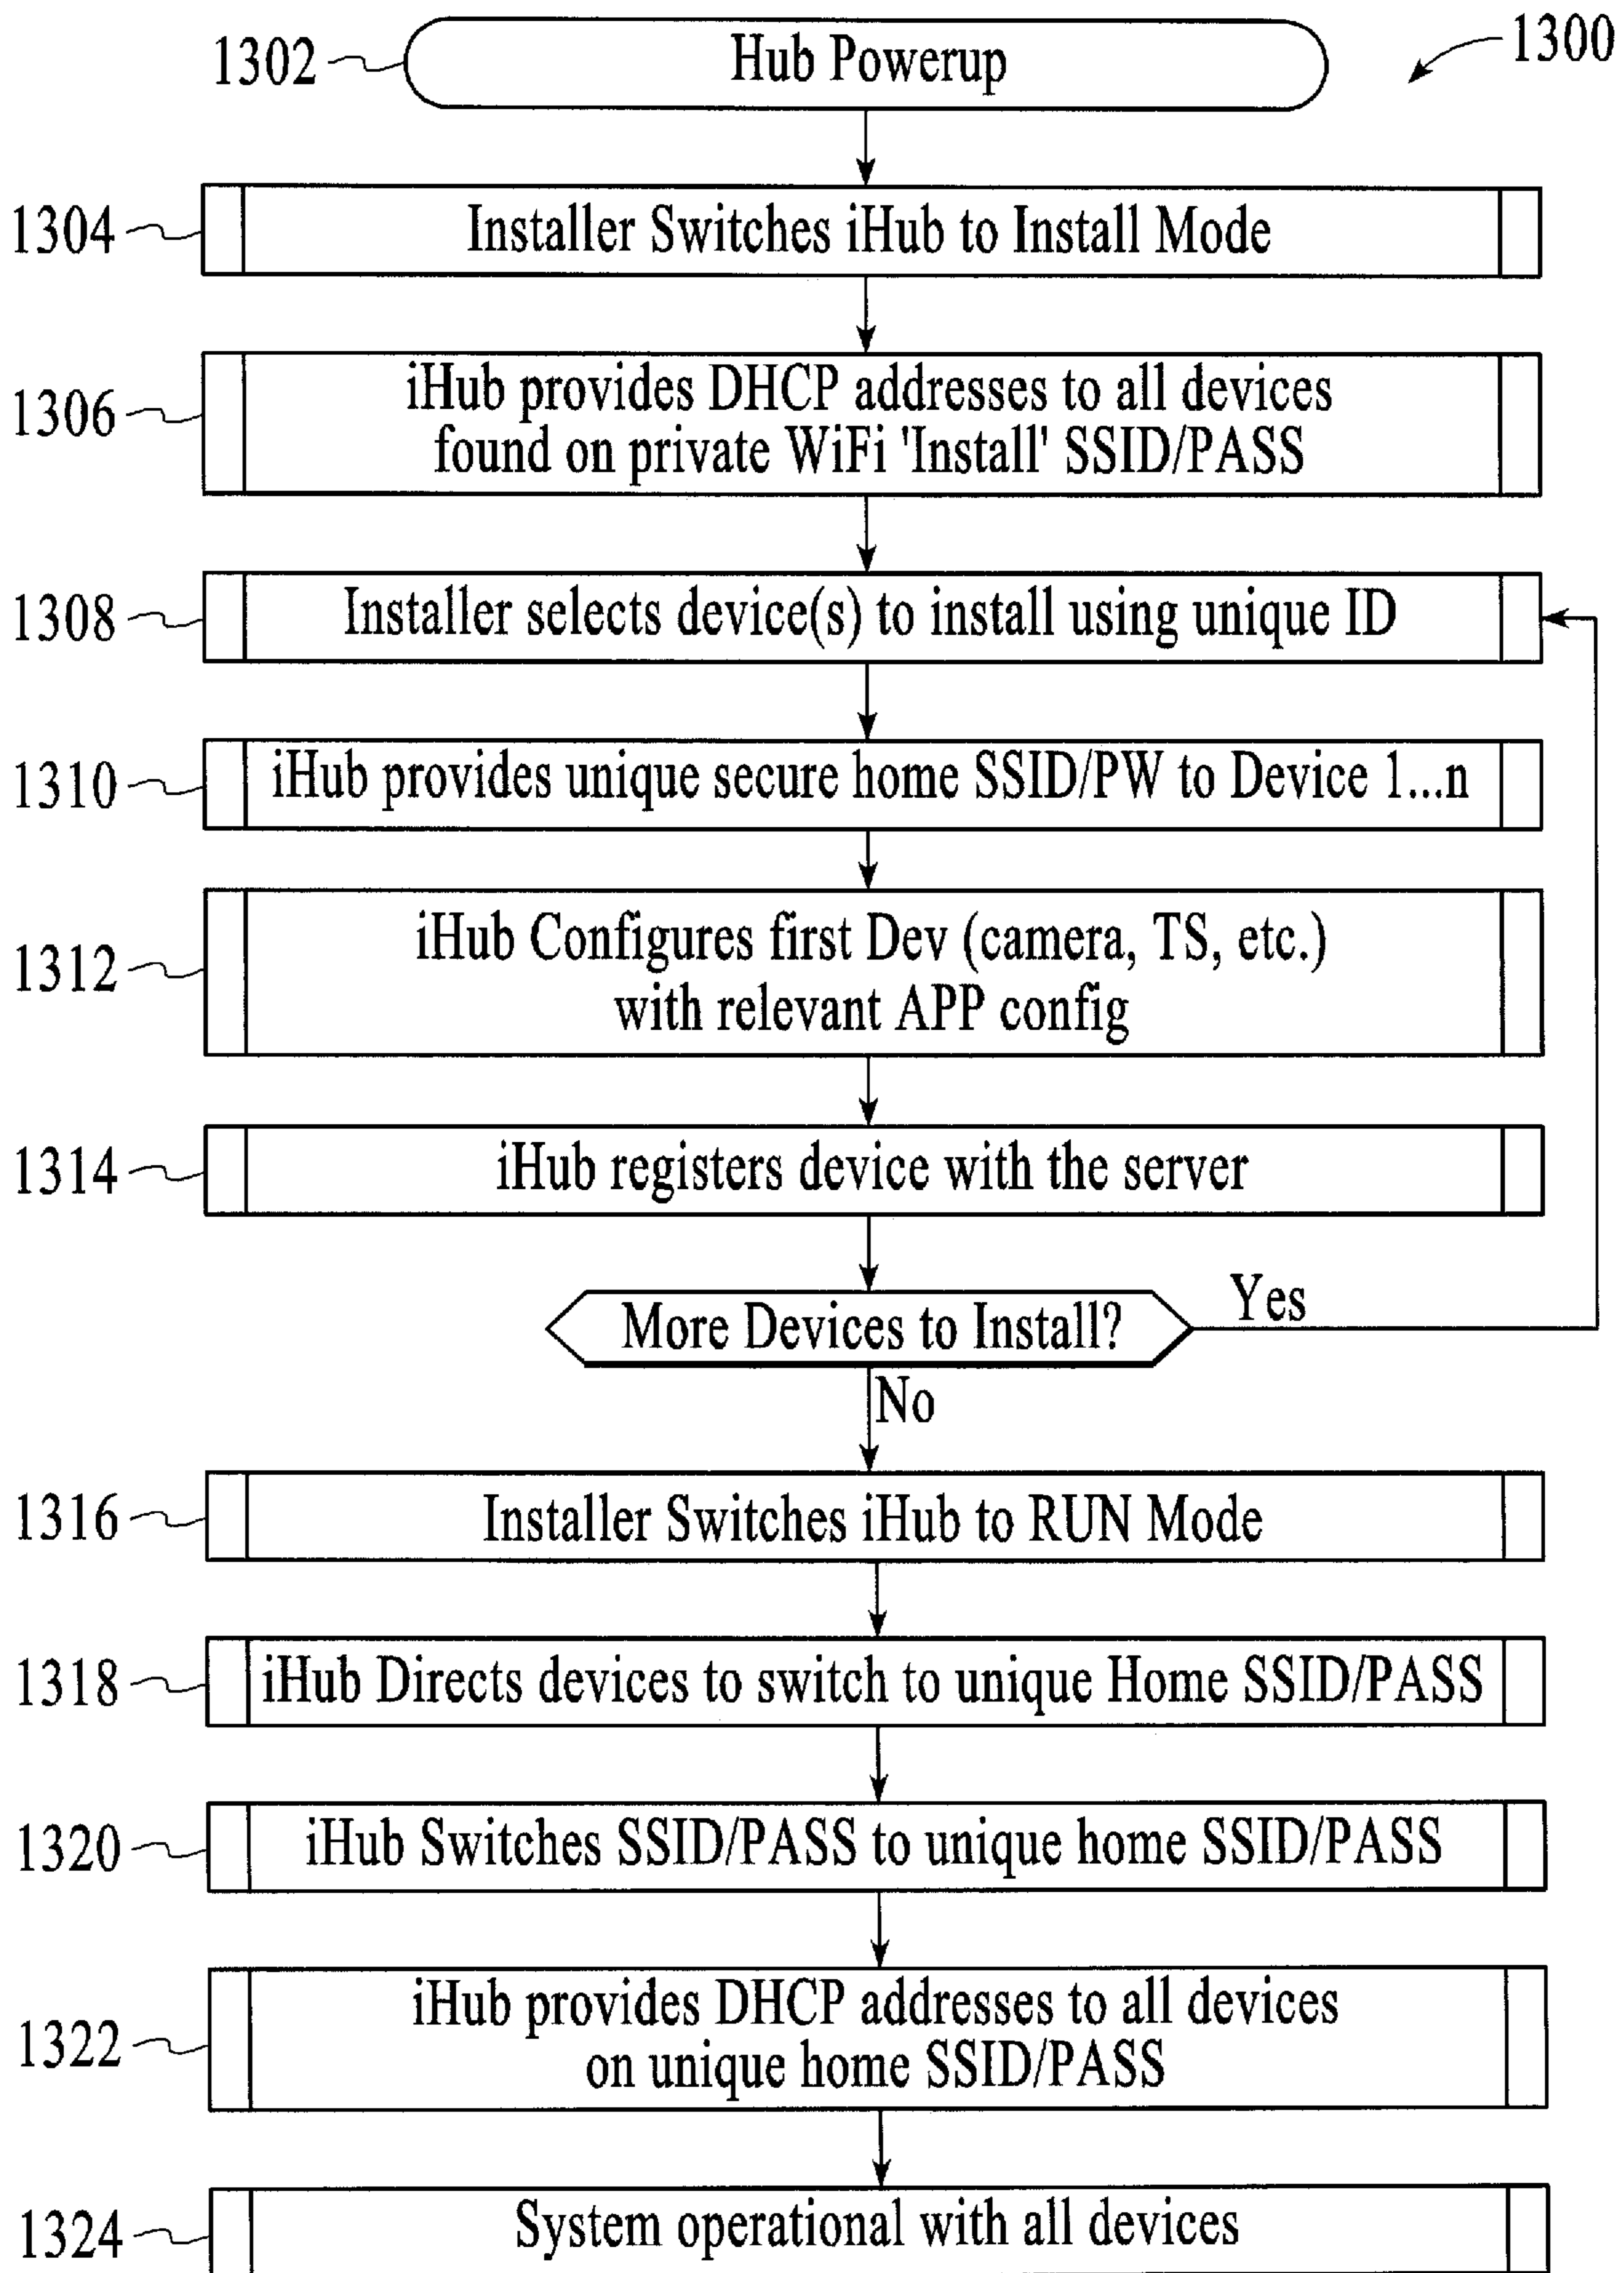 1300
1302
Hub Powerup
1304
Installer Switches iHub to Install Mode
1306
iHub provides DHCP addresses to all devices
found on private WiFi 'Install' SSID/PASS
1308
Installer selects device(s) to install using unique ID
1310
iHub provides unique secure home SSID/PW to Device 1...n
1312
iHub Configures first Dev (camera, TS, etc.)
with relevant APP config
1314
iHub registers device with the server
More Devices to Install?
Yes
No
1316
Installer Switches iHub to RUN Mode
1318
iHub Directs devices to switch to unique Home SSID/PASS
1320
iHub Switches SSID/PASS to unique home SSID/PASS
1322
iHub provides DHCP addresses to all devices
on unique home SSID/PASS
1324
System operational with all devices